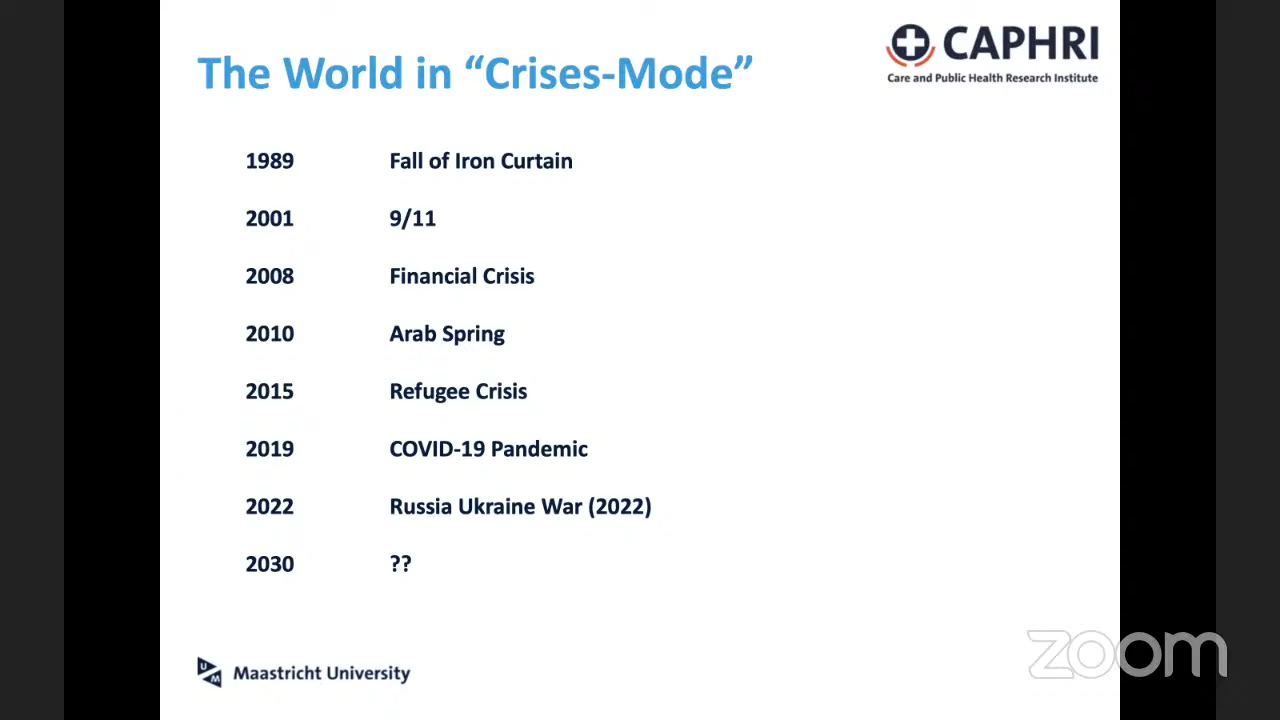 The World in “Crises-Mode”
CAPHRI
Care and Public Health Research Institute
1989 Fall of Iron Curtain
2001 9/11
2008 Financial Crisis
2010 Arab Spring
2015 Refugee Crisis
2019 COVID-19 Pandemic
2022 Russia Ukraine War (2022)
2030 ??
UM Maastricht University
zoom